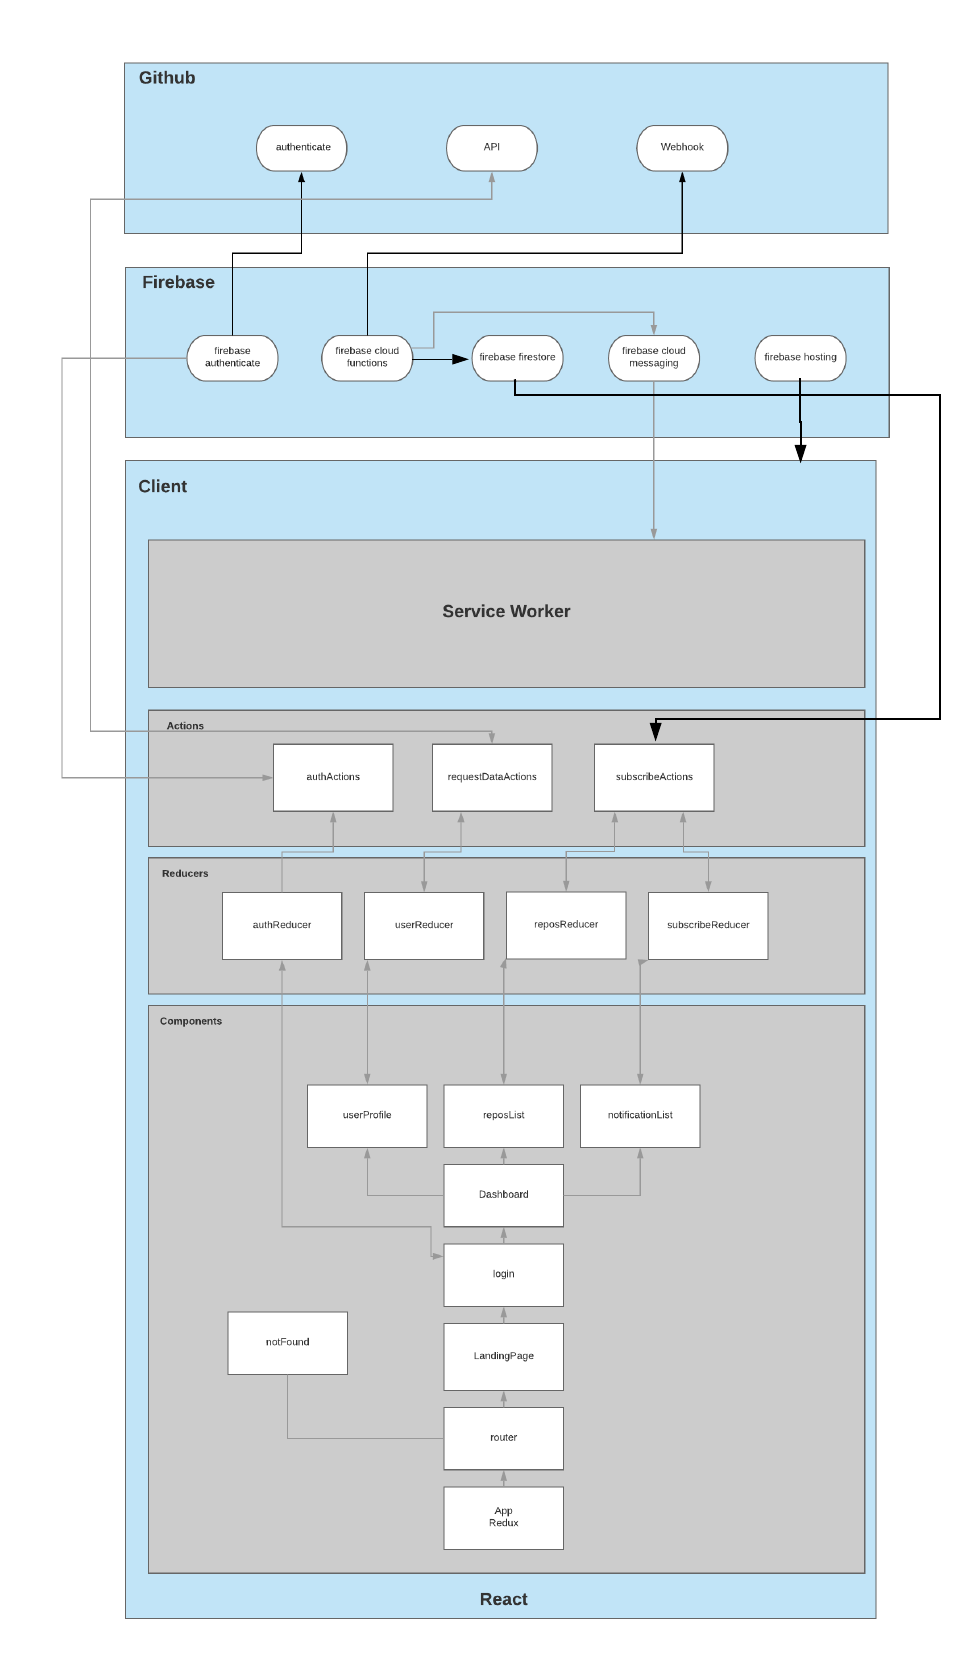 Github
authenticate
API
Webhook
Firebase
firebase
authenticate
firebase cloud
functions
firebase firestore
firebase cloud
messaging
firebase hosting
Client
Service Worker
Actions
authActions
requestDataActions
subscribeActions
Reducers
authReducer
userReducer
reposReducer
subscribeReducer
Components
userProfile
reposList
notificationList
Dashboard
login
notFound
LandingPage
router
App
Redux
React